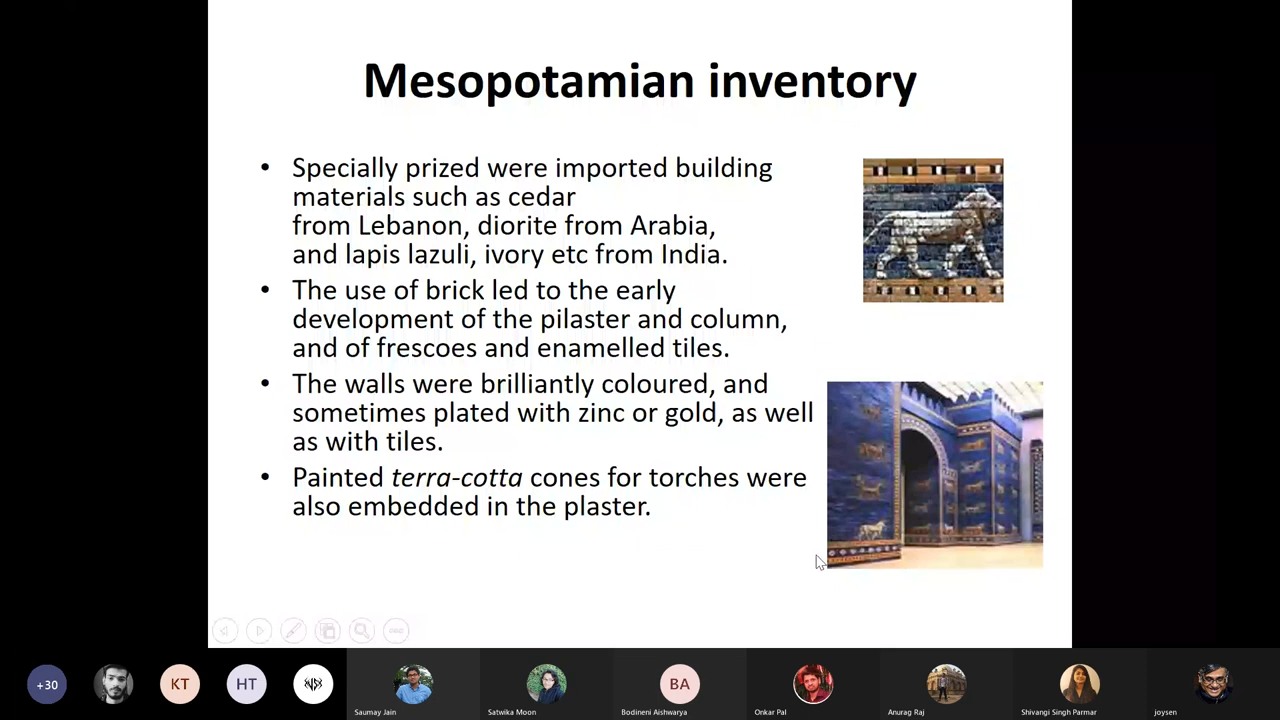 Mesopotamian inventory
• Specially prized were imported building
materials such as cedar
from Lebanon, diorite from Arabia,
and lapis lazuli, ivory etc from India.
• The use of brick led to the early
development of the pilaster and column,
and of frescoes and enamelled tiles.
• The walls were brilliantly coloured, and
sometimes plated with zinc or gold, as well
as with tiles.
• Painted terra-cotta cones for torches were
also embedded in the plaster.
+30
KT
HT
BA
Saumay Jain
Satwika Moon
Bodineni Aishwarya
Onkar Pal
Anurag Raj
Shivangi Singh Parmar
joysen